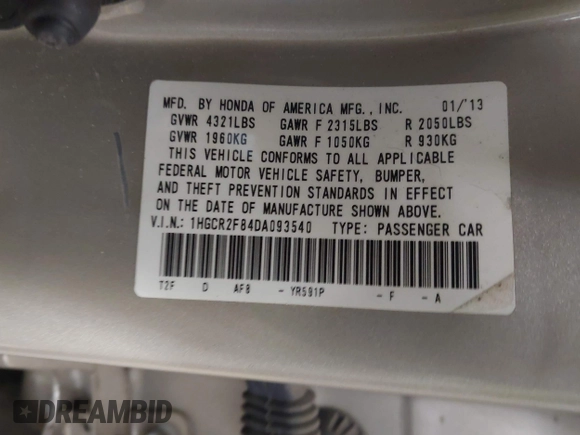 MFD. BY HONDA OF AMERICA MFG., INC. 01/'13
GVWR 4321LBS GAWR F 2315LBS R 2050LBS
GVWR 1960KG GAWR F 1050KG R 930KG
THIS VEHICLE CONFORMS TO ALL APPLICABLE
FEDERAL MOTOR VEHICLE SAFETY, BUMPER,
AND THEFT PREVENTION STANDARDS IN EFFECT
ON THE DATE OF MANUFACTURE SHOWN ABOVE.
V.I.N.: 1HGCR2F84DA093540 TYPE: PASSENGER CAR
T2F D AF8 - YR591P - F - A
DREAMBID